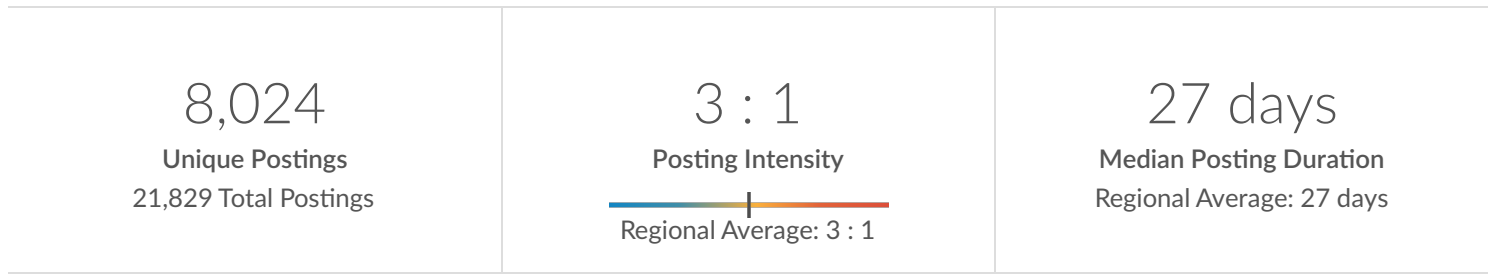 8,024
Unique Postings
21,829 Total Postings
3 : 1
Posting Intensity
Regional Average: 3 : 1
27 days
Median Posting Duration
Regional Average: 27 days